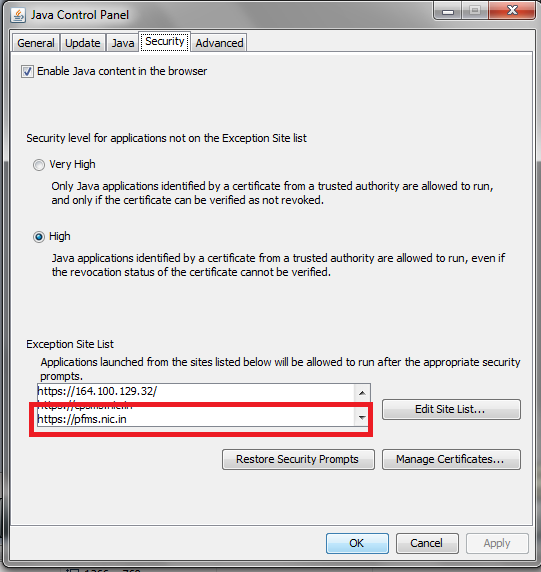 Java Control Panel
General Update Java Security Advanced
Enable Java content in the browser
Security level for applications not on the Exception Site list
Very High
Only Java applications identified by a certificate from a trusted authority are allowed to run,
and only if the certificate can be verified as not revoked.
High
Java applications identified by a certificate from a trusted authority are allowed to run, even if
the revocation status of the certificate cannot be verified.
Exception Site List
Applications launched from the sites listed below will be allowed to run after the appropriate security
prompts.
https://164.100.129.32/
https://pfms.nic.in
Edit Site List...
Restore Security Prompts Manage Certificates...
OK Cancel Apply